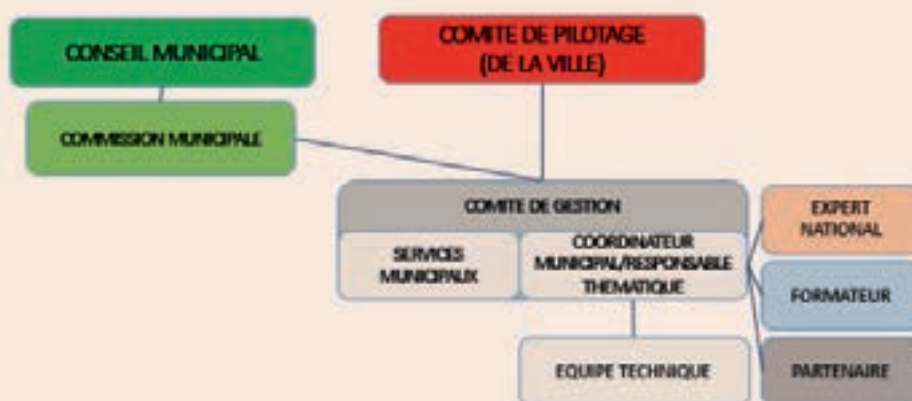 CONSEIL MUNICIPAL
COMITE DE PILOTAGE
(DE LA VILLE)
COMMISSION MUNICIPALE
COMITE DE GESTION
SERVICES
MUNICIPAUX
COORDINATEUR
MUNICIPAL/RESPONSABLE
THEMATIQUE
EXPERT
NATIONAL
FORMATEUR
EQUIPE TECHNIQUE
PARTENAIRE